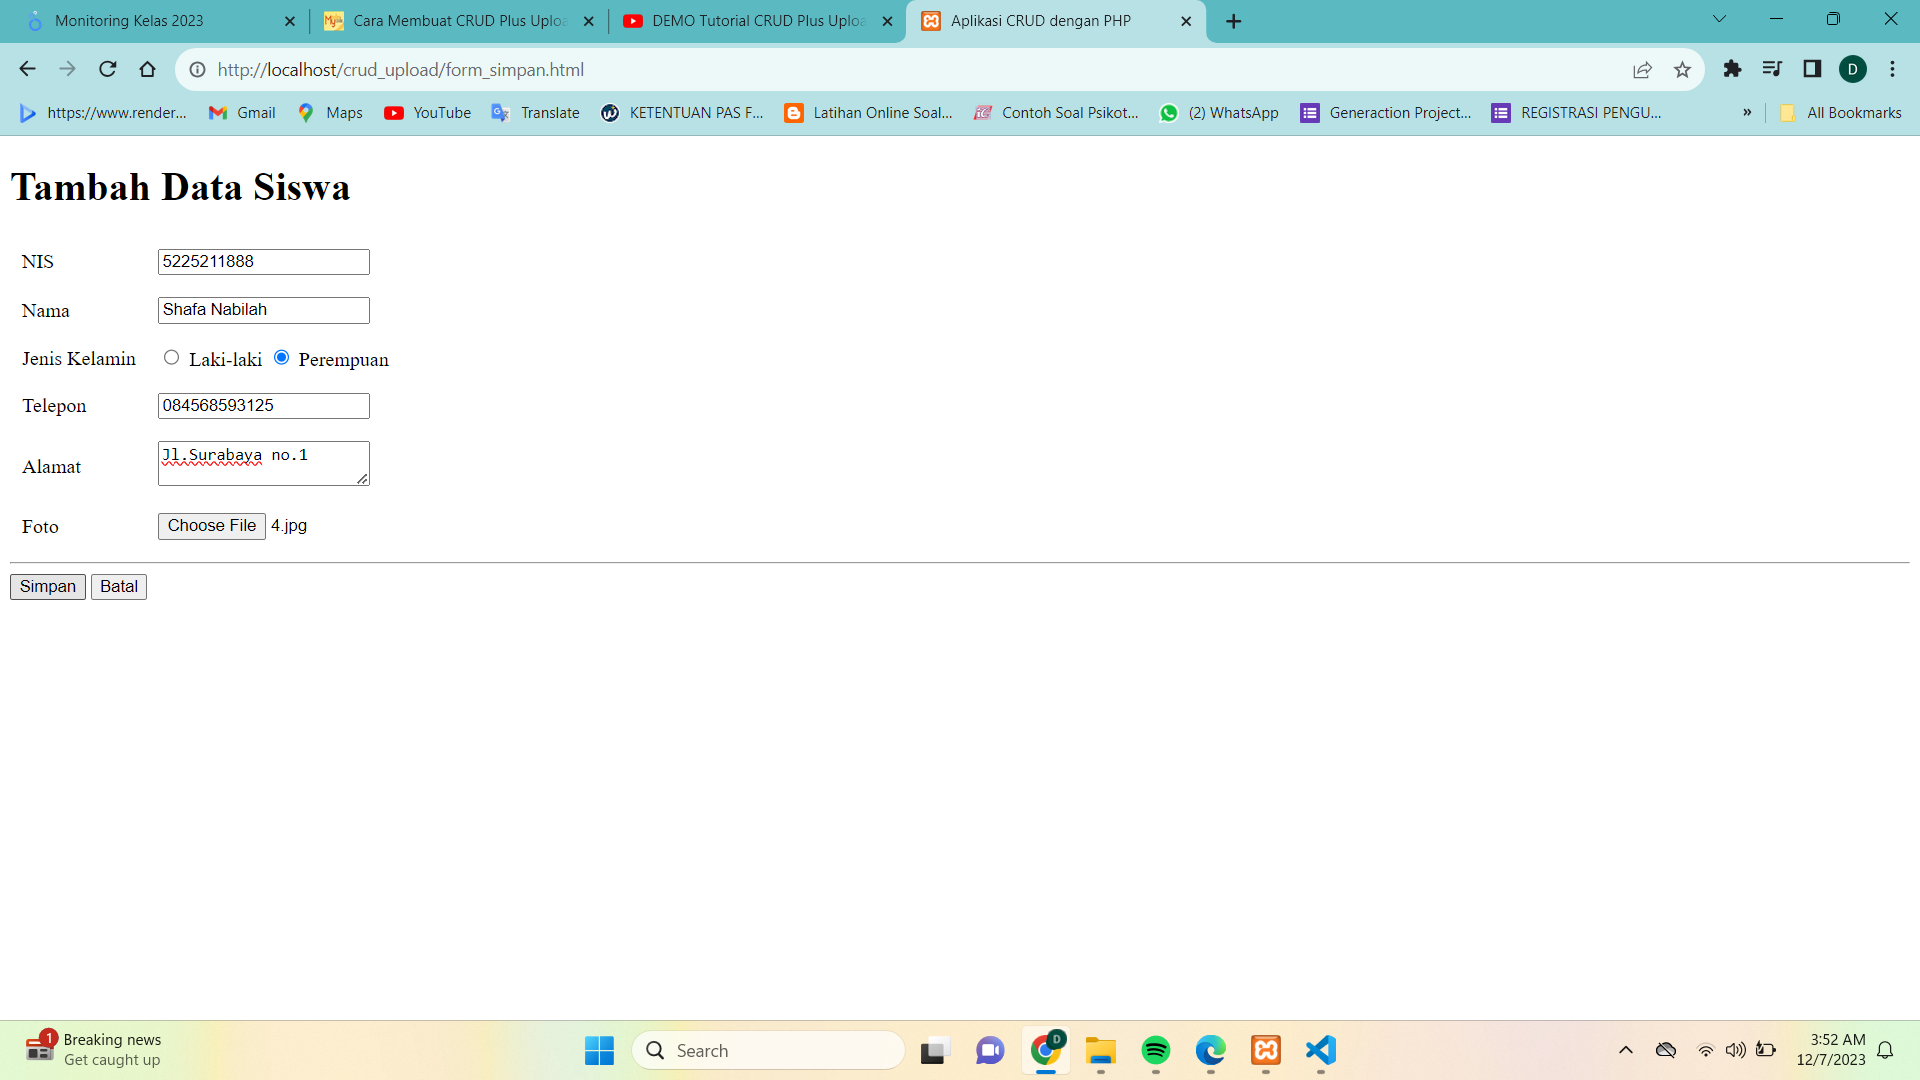 Monitoring Kelas 2023
Cara Membuat CRUD Plus Uploa
DEMO Tutorial CRUD Plus Uploa
Aplikasi CRUD dengan PHP
http://localhost/crud_upload/form_simpan.html
D
https://www.render...
Gmail
Maps
YouTube
Translate
KETENTUAN PAS F...
Latihan Online Soal...
Contoh Soal Psikot...
(2) WhatsApp
Generaction Project...
REGISTRASI PENGU...
»
All Bookmarks
Tambah Data Siswa
NIS 5225211888
Nama Shafa Nabilah
Jenis Kelamin Laki-laki Perempuan
Telepon 084568593125
Alamat Jl.Surabaya no.1
Foto Choose File 4.jpg
Simpan Batal
1
Breaking news
Get caught up
Search
D
3:52 AM
12/7/2023